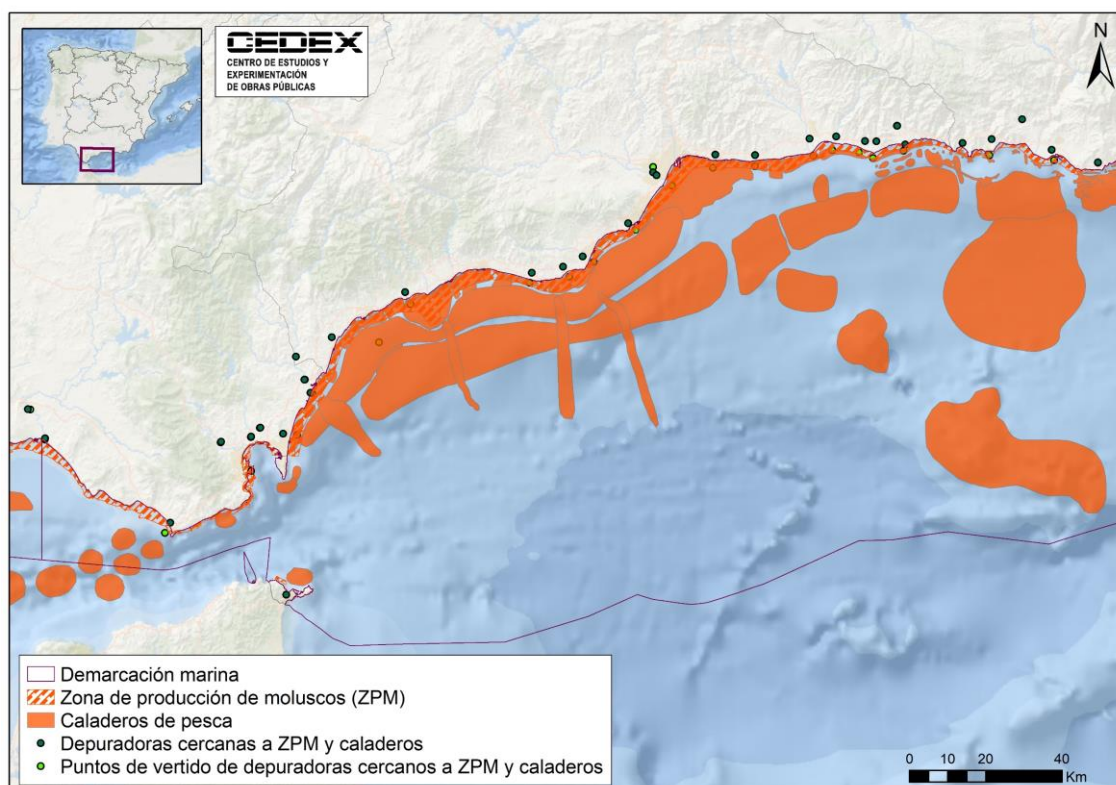 CEDEX
CENTRO DE ESTUDIOS Y
EXPERIMENTACIÓN
DE OBRAS PÚBLICAS
N
Demarcación marina
Zona de producción de moluscos (ZPM)
Caladeros de pesca
Depuradoras cercanas a ZPM y caladeros
Puntos de vertido de depuradoras cercanos a ZPM y caladeros
0 10 20 40
Km